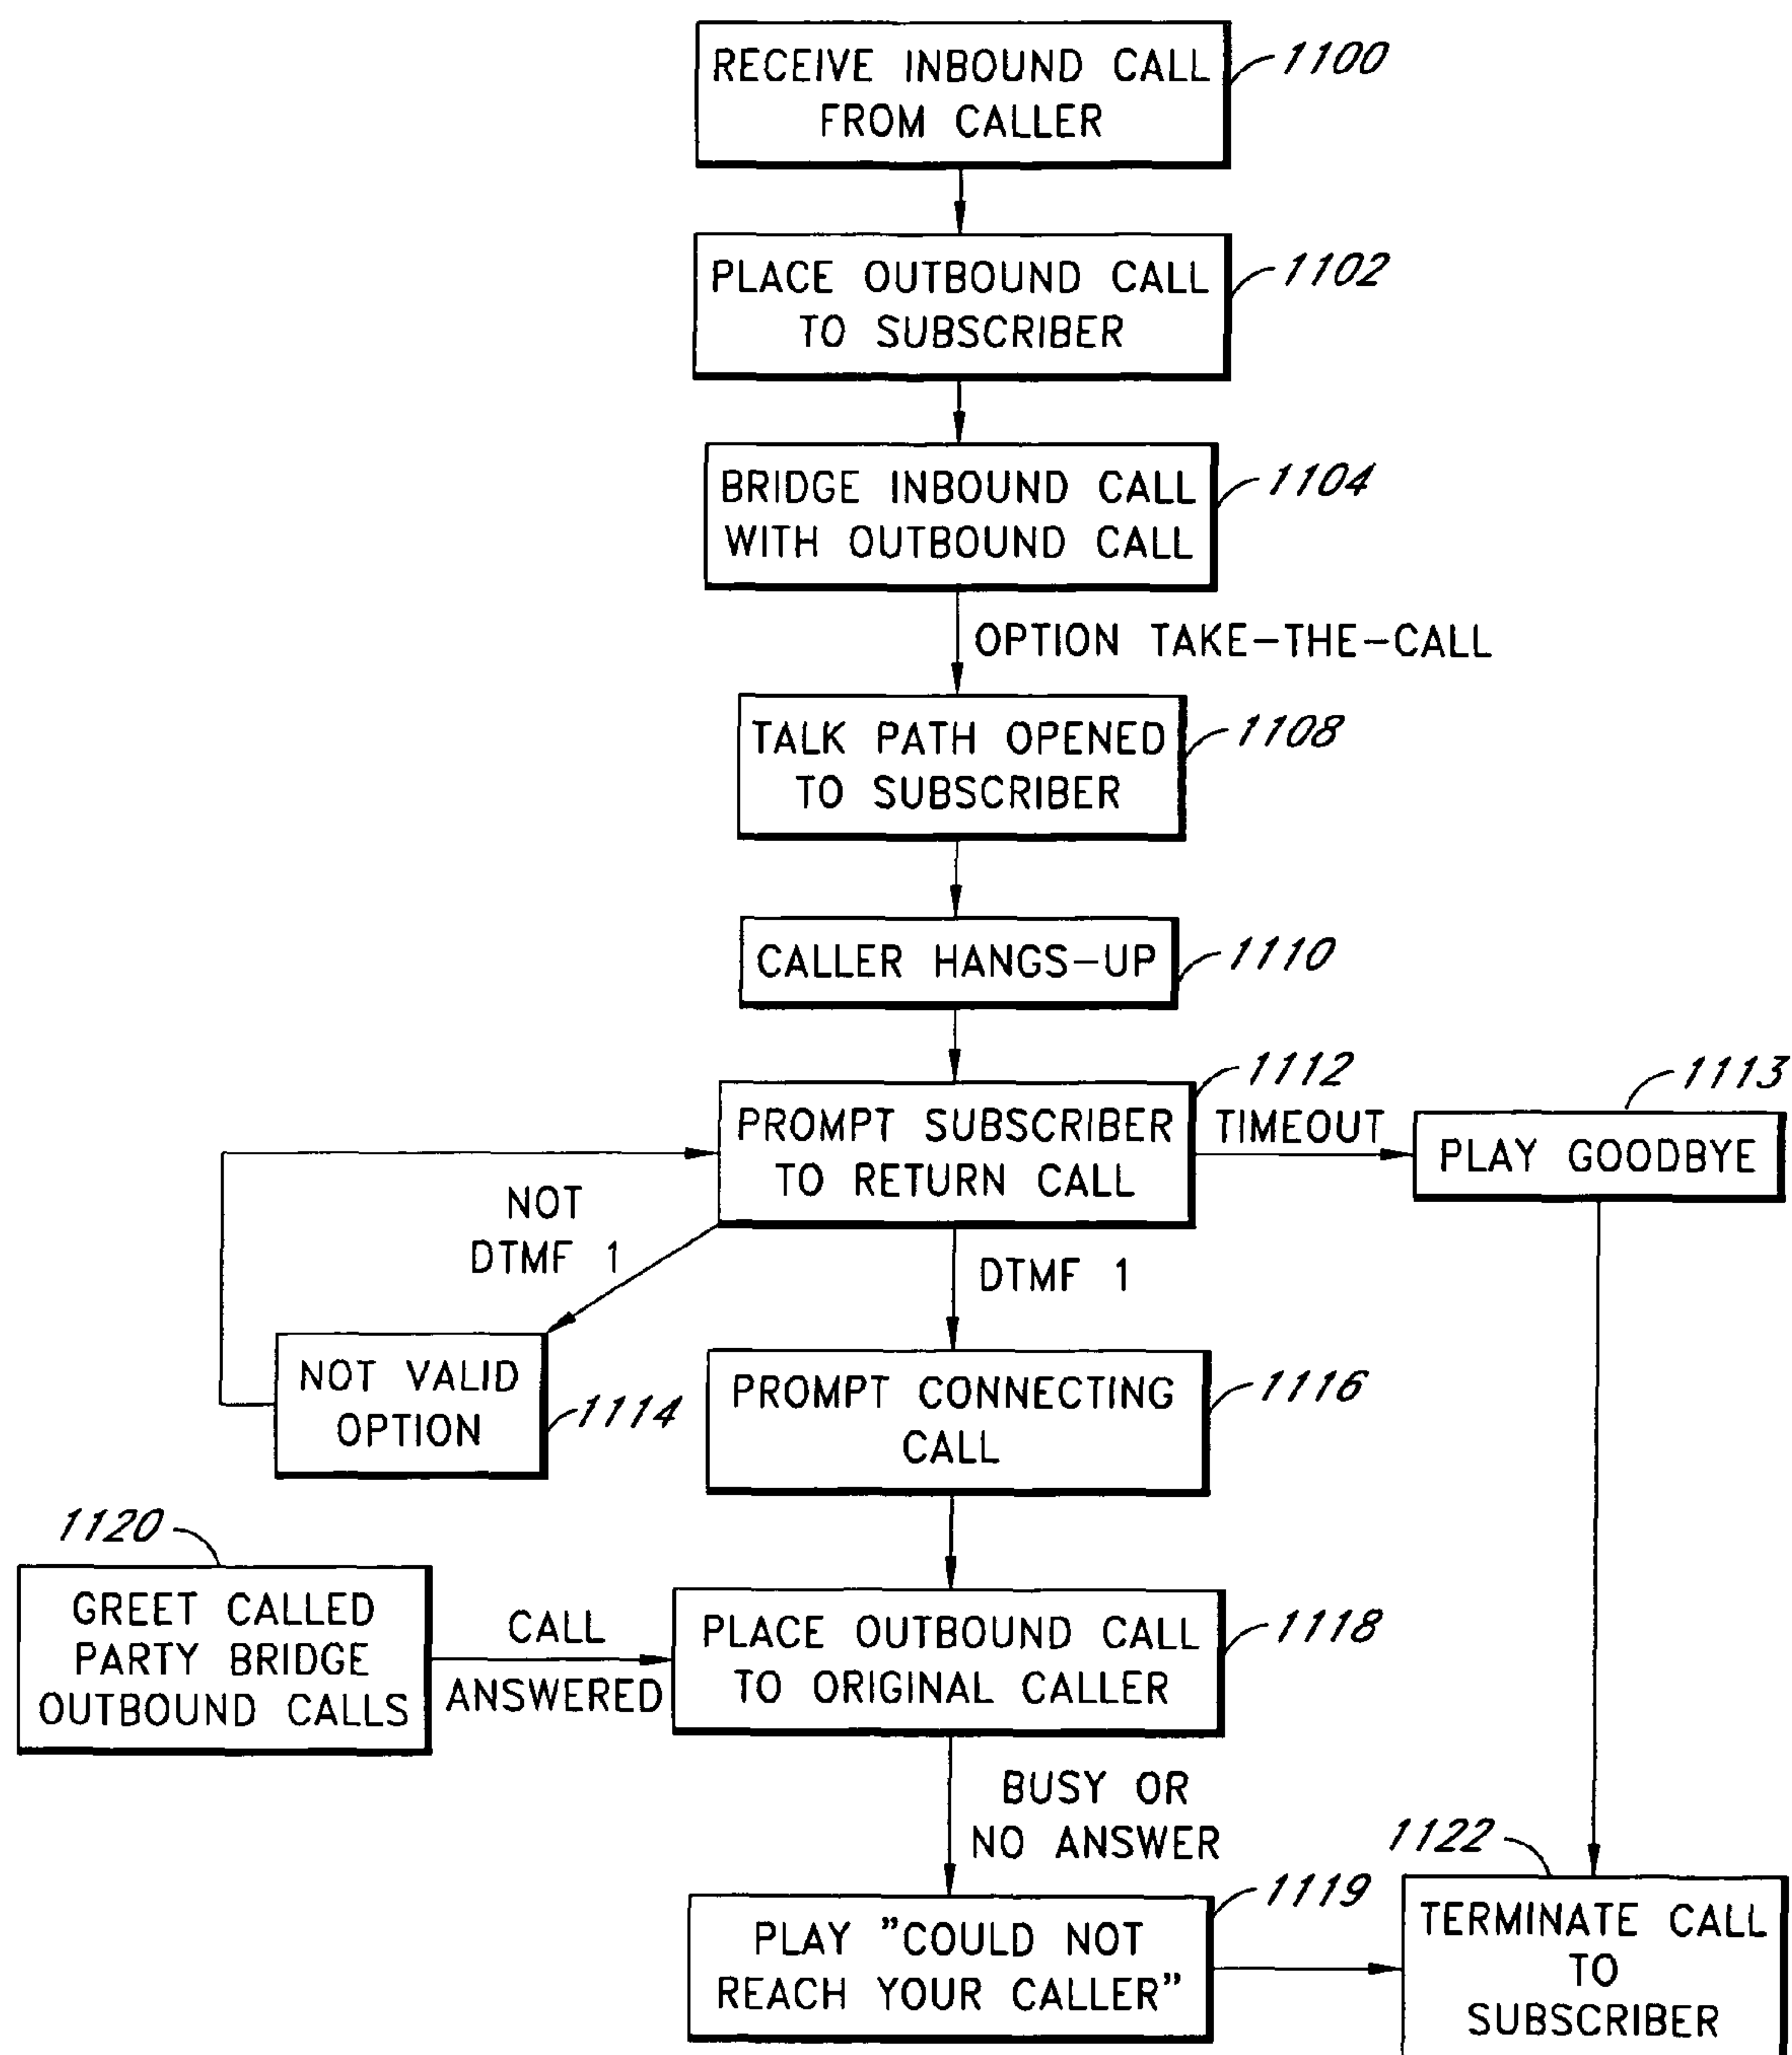 RECEIVE INBOUND CALL
FROM CALLER
1100
PLACE OUTBOUND CALL
TO SUBSCRIBER
1102
BRIDGE INBOUND CALL
WITH OUTBOUND CALL
1104
OPTION TAKE-THE-CALL
TALK PATH OPENED
TO SUBSCRIBER
1108
CALLER HANGS-UP
1110
PROMPT SUBSCRIBER
TO RETURN CALL
1112
TIMEOUT
1113
PLAY GOODBYE
NOT
DTMF 1
DTMF 1
NOT VALID
OPTION
1114
PROMPT CONNECTING
CALL
1116
1120
GREET CALLED
PARTY BRIDGE
OUTBOUND CALLS
CALL
ANSWERED
PLACE OUTBOUND CALL
TO ORIGINAL CALLER
1118
BUSY OR
NO ANSWER
PLAY "COULD NOT
REACH YOUR CALLER"
1119
1122
TERMINATE CALL
TO
SUBSCRIBER